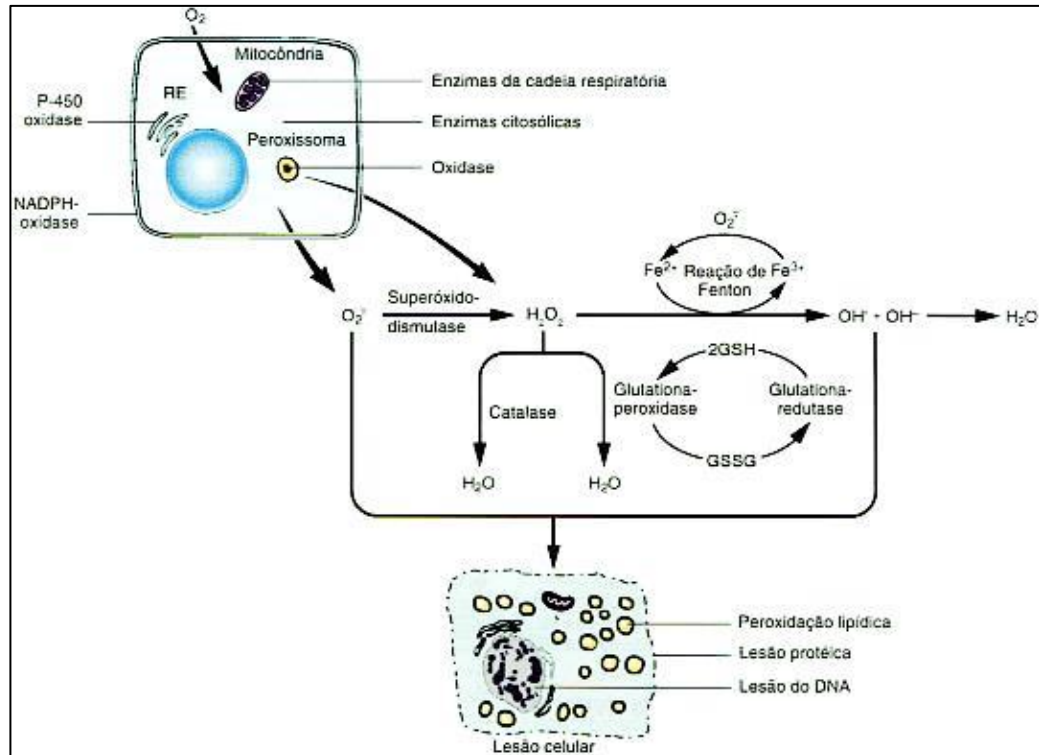 O₂
Mitocôndria
Enzimas da cadeia respiratória
RE
P-450
oxidase
Enzimas citosólicas
Peroxissoma
Oxidase
NADPH-
oxidase
O₂⁻
Fe²⁺ Reação de Fe³⁺
Fenton
Superóxido-
dismulase
O₂⁻
H₂O₂
OH• + OH⁻
H₂O
2GSH
Glutationa-
peroxidase
Glutationa-
redutase
Catalase
GSSG
H₂O
H₂O
Peroxidação lipídica
Lesão protéica
Lesão do DNA
Lesão celular